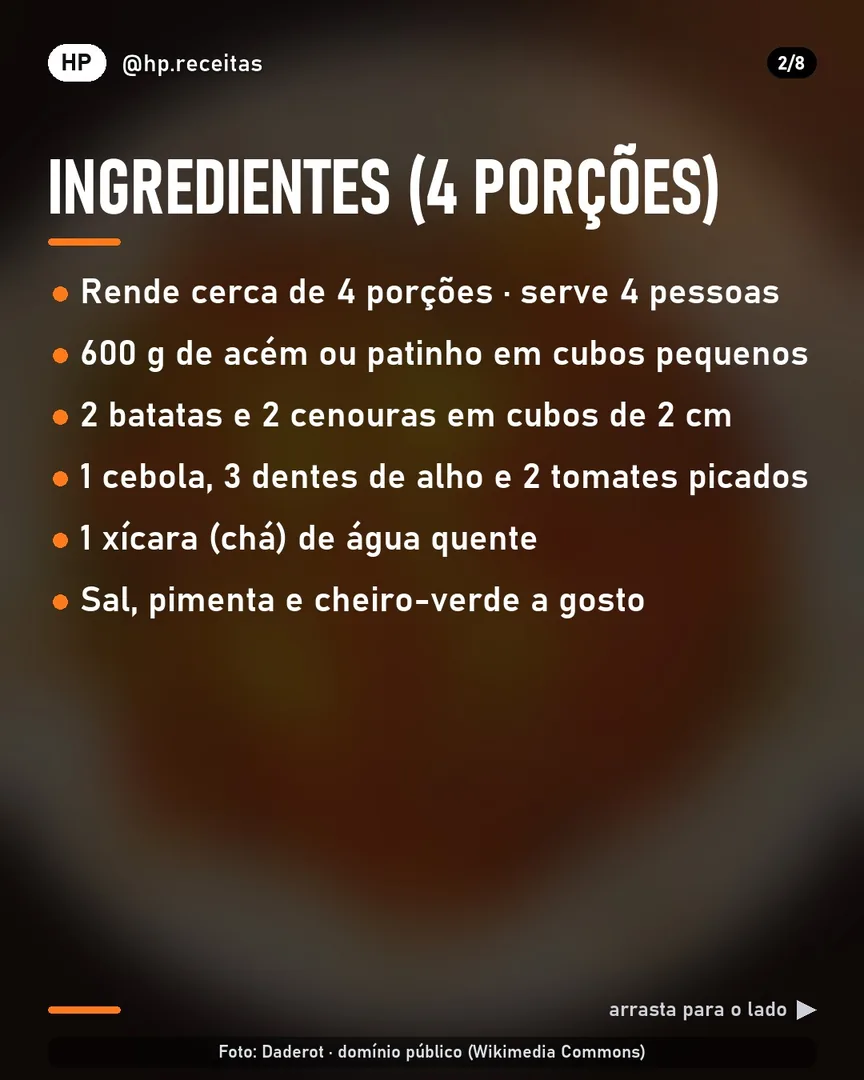 HP @hp.receitas 2/8
INGREDIENTES (4 PORÇÕES)
• Rende cerca de 4 porções · serve 4 pessoas
• 600 g de acém ou patinho em cubos pequenos
• 2 batatas e 2 cenouras em cubos de 2 cm
• 1 cebola, 3 dentes de alho e 2 tomates picados
• 1 xícara (chá) de água quente
• Sal, pimenta e cheiro-verde a gosto
arrasta para o lado ▶
Foto: Daderot · domínio público (Wikimedia Commons)